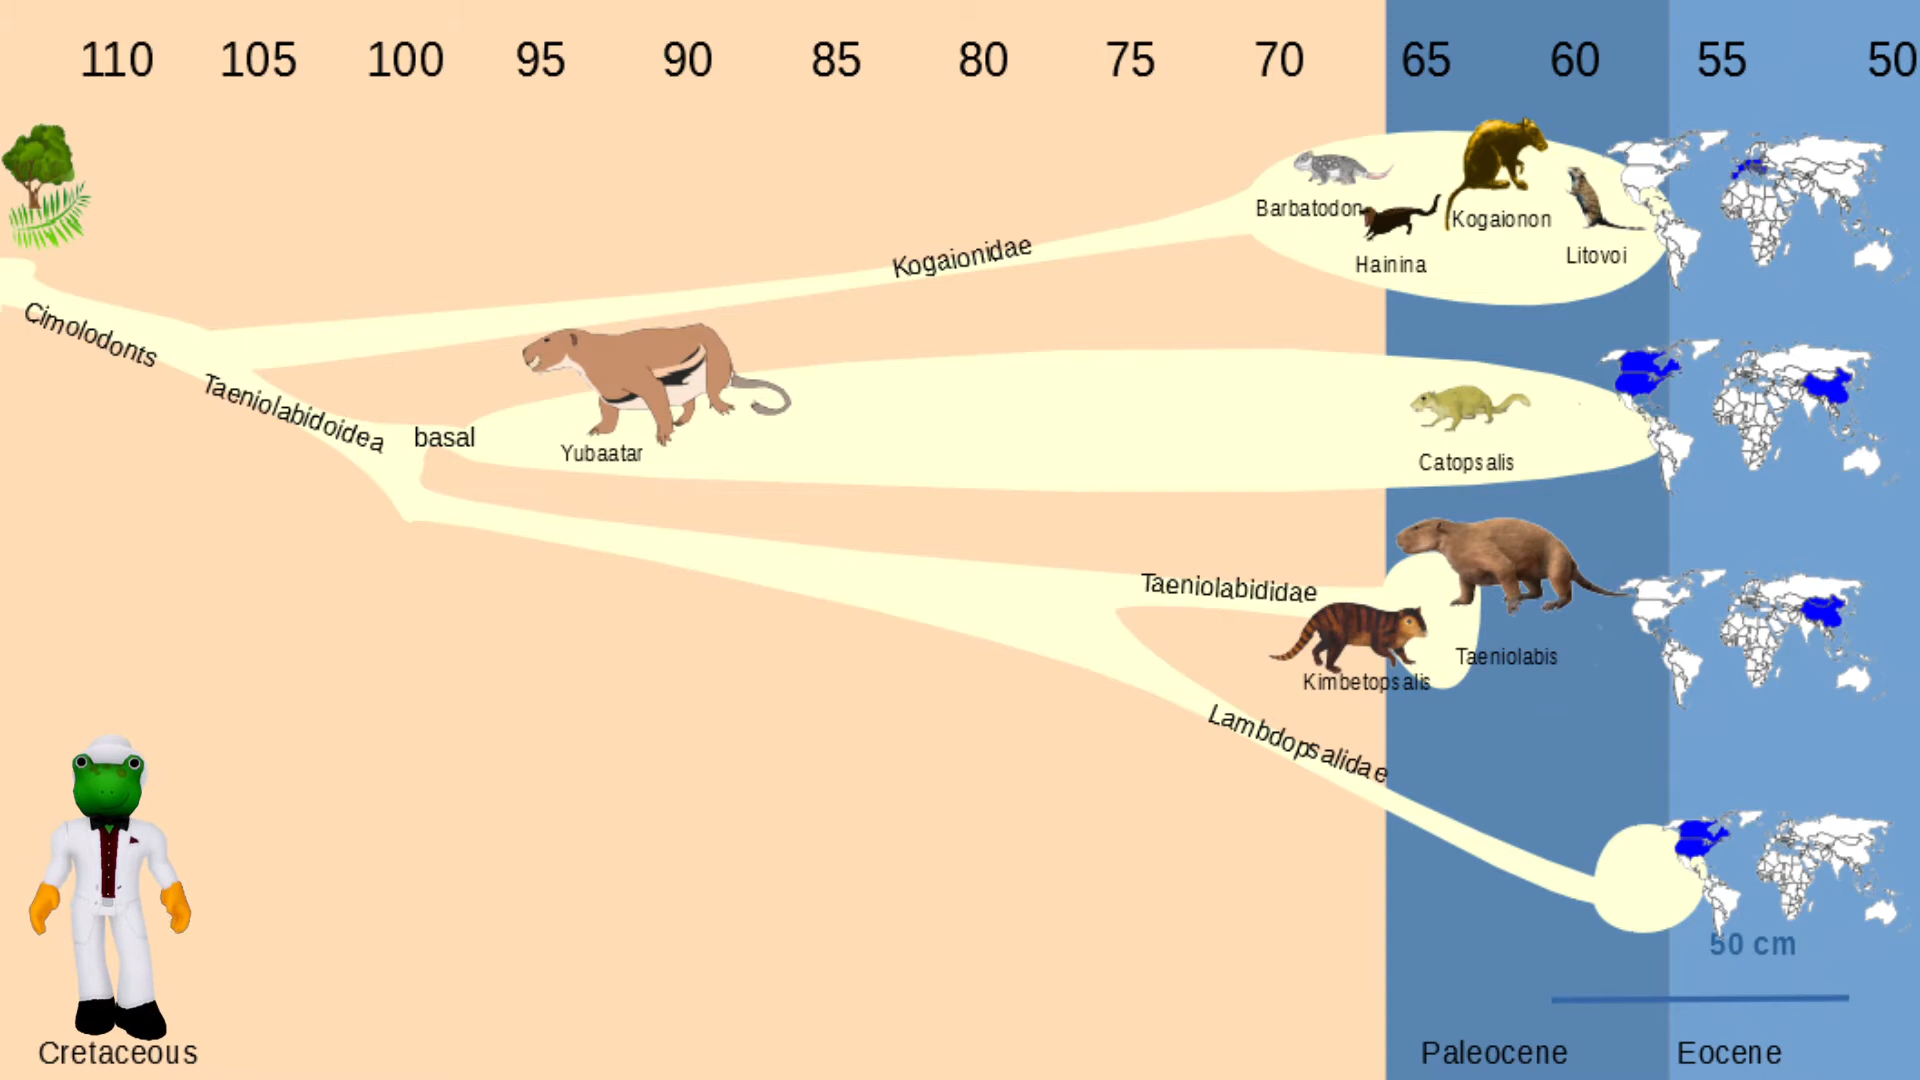 110 105 100 95 90 85 80 75 70 65 60 55 50
Barbatodon
Kogaionon
Hainina
Litovoi
Kogaionidae
Cimolodonts
Taeniolabidoidea
basal
Yubaatar
Catopsalis
Taeniolabididae
Taeniolabis
Kimbetopsalis
Lambdopsalidae
50 cm
Cretaceous
Paleocene
Eocene